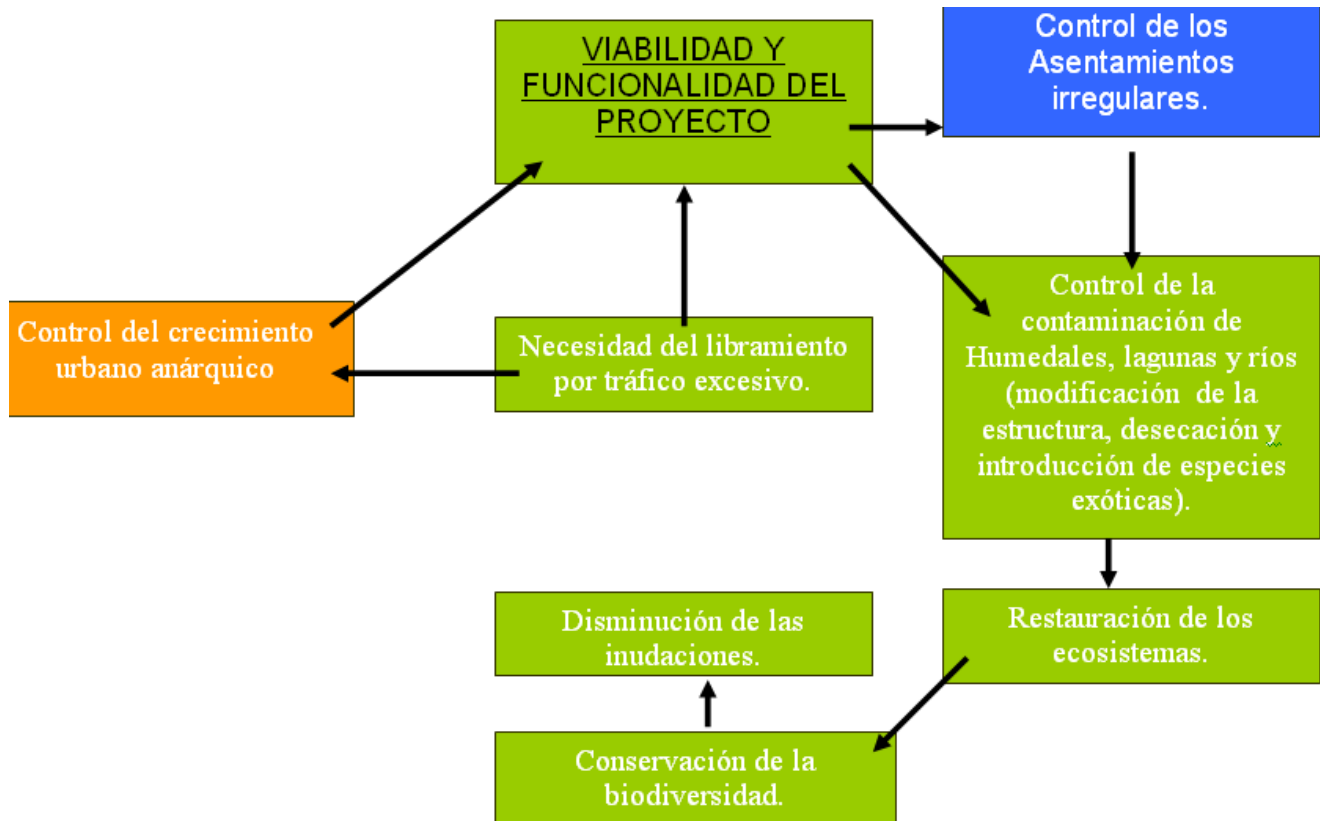 VIABILIDAD Y
FUNCIONALIDAD DEL
PROYECTO
Control de los
Asentamientos
irregulares.
Control del crecimiento
urbano anárquico
Necesidad del libramiento
por tráfico excesivo.
Control de la
contaminación de
Humedales, lagunas y ríos
(modificación de la
estructura, desecación y
introducción de especies
exóticas).
Disminución de las
inudaciones.
Restauración de los
ecosistemas.
Conservación de la
biodiversidad.